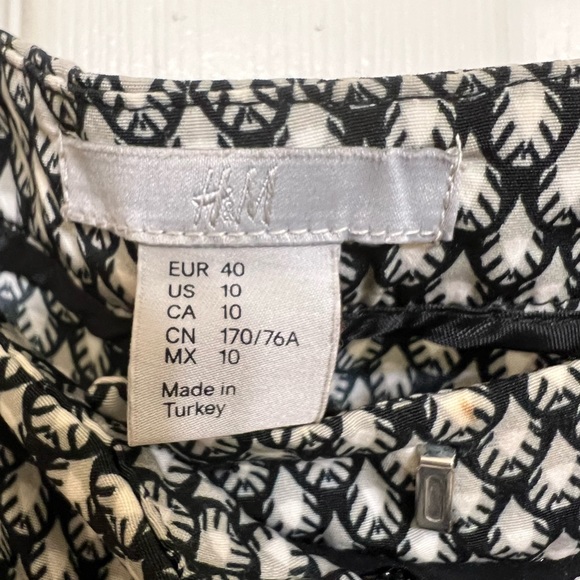 H&M
EUR 40
US 10
CA 10
CN 170/76A
MX 10
Made in
Turkey